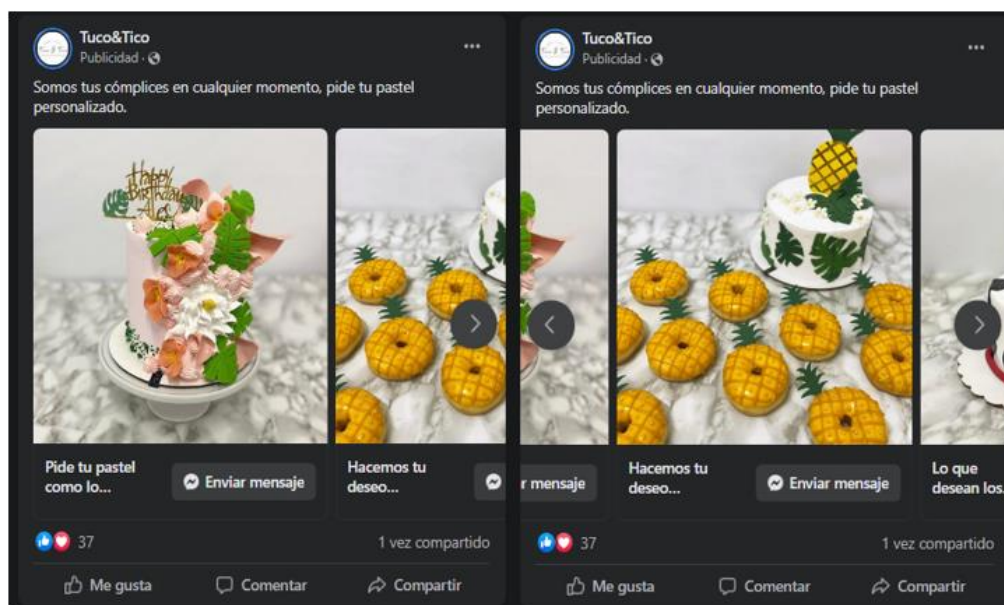 Tuco&Tico
Publicidad ·
Somos tus cómplices en cualquier momento, pide tu pastel
personalizado.
Happy
Birthday
Pide tu pastel
como lo...
Enviar mensaje
Hacemos tu
deseo...
37
1 vez compartido
Me gusta
Comentar
Compartir
Tuco&Tico
Publicidad ·
Somos tus cómplices en cualquier momento, pide tu pastel
personalizado.
r mensaje
Hacemos tu
deseo...
Enviar mensaje
Lo que
desean los
37
1 vez compartido
Me gusta
Comentar
Compartir